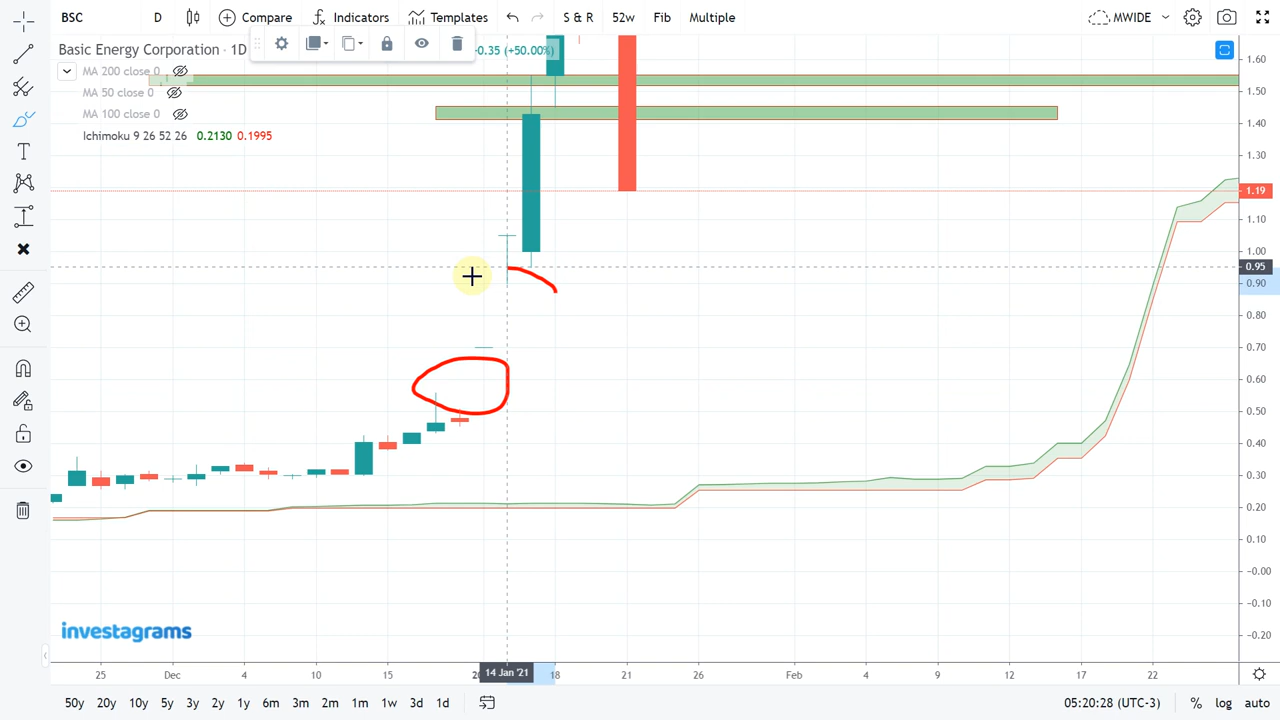 BSC D Compare Indicators Templates S & R 52w Fib Multiple MWIDE
Basic Energy Corporation · 1D -0.35 (+50.00%)
MA 200 close 0
MA 50 close 0
MA 100 close 0
Ichimoku 9 26 52 26 0.2130 0.1995
1.60
1.50
1.40
1.30
1.19
1.10
1.00
0.95
0.90
0.80
0.70
0.60
0.50
0.40
0.30
0.20
0.10
−0.00
−0.10
−0.20
investagrams
25 Dec 4 10 16 14 Jan '21 18 21 26 Feb 4 9 12 17 22
50y 20y 10y 5y 3y 2y 1y 6m 3m 2m 1m 1w 3d 1d 05:20:28 (UTC-3) % log auto